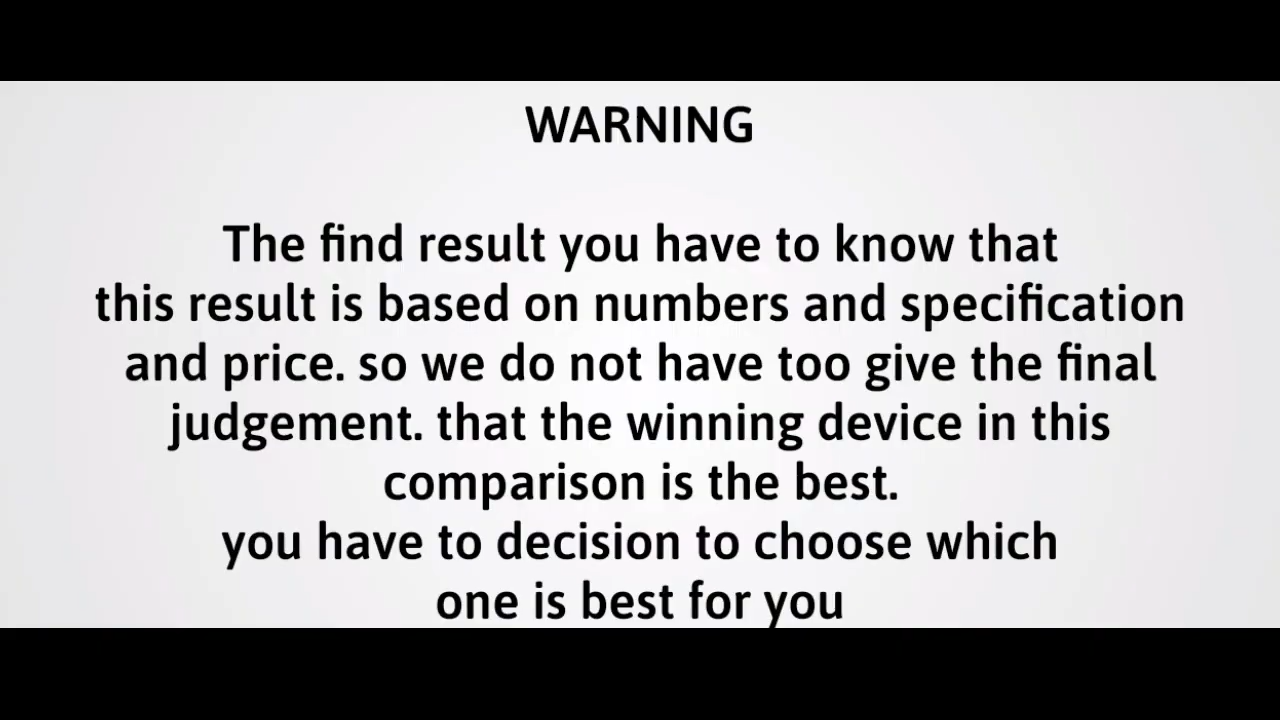 WARNING
The find result you have to know that
this result is based on numbers and specification
and price. so we do not have too give the final
judgement. that the winning device in this
comparison is the best.
you have to decision to choose which
one is best for you